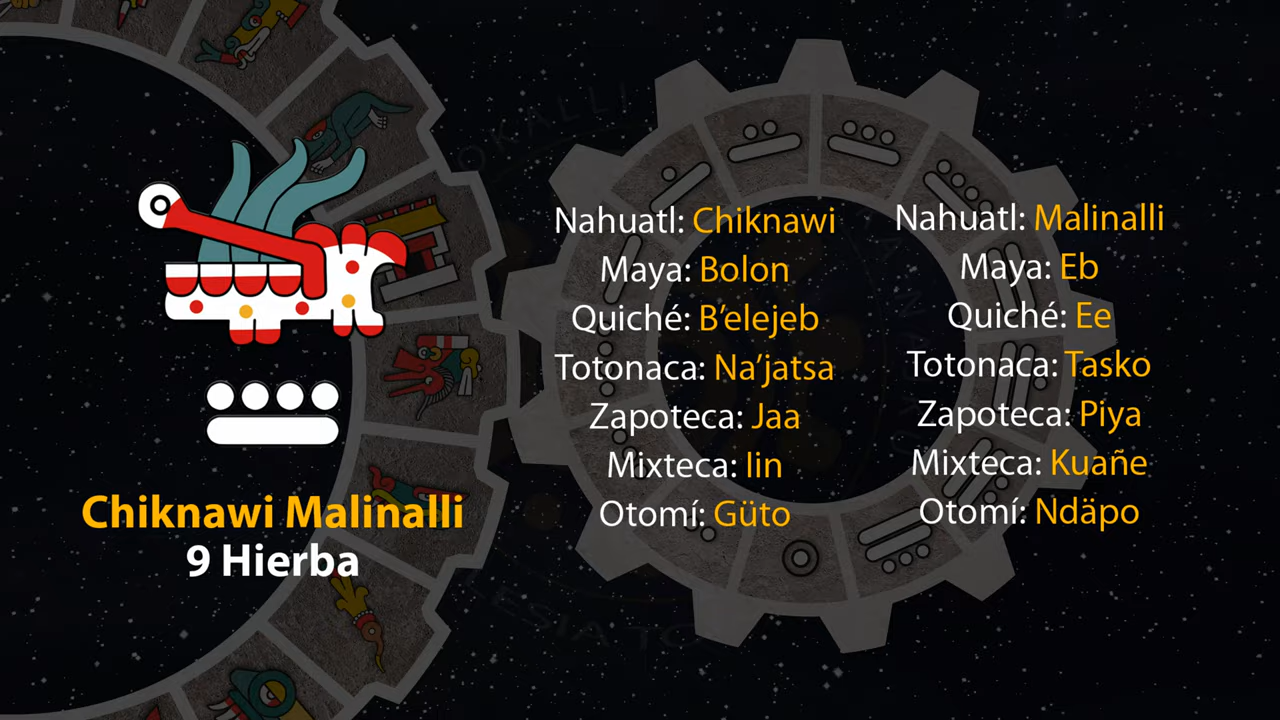 Nahuatl: Chiknawi
Maya: Bolon
Quiché: B’elejeb
Totonaca: Na’jatsa
Zapoteca: Jaa
Mixteca: Iin
Otomí: Güto
Nahuatl: Malinalli
Maya: Eb
Quiché: Ee
Totonaca: Tasko
Zapoteca: Piya
Mixteca: Kuañe
Otomí: Ndäpo
Chiknawi Malinalli
9 Hierba